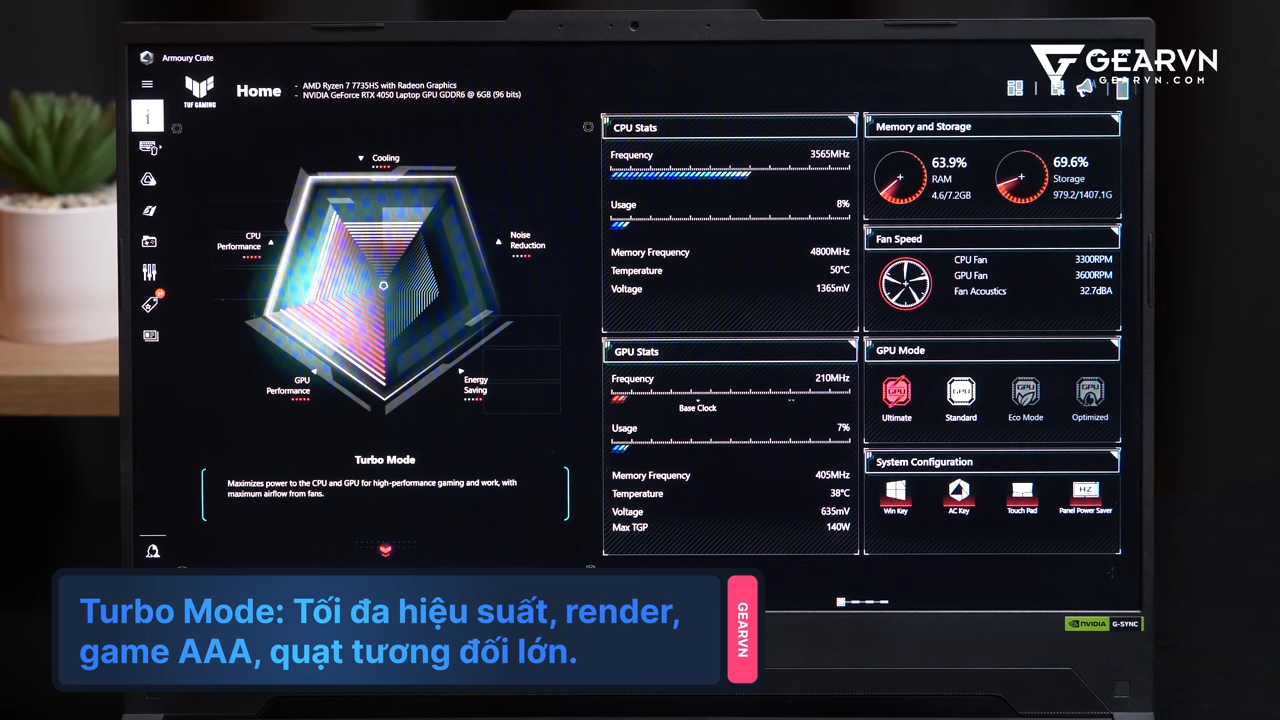 Armoury Crate
TUF GAMING
Home
- AMD Ryzen 7 7735HS with Radeon Graphics
- NVIDIA GeForce RTX 4050 Laptop GPU GDDR6 @ 6GB (96 bits)
GEARVN
GEARVN.COM
Cooling
CPU
Performance
Noise
Reduction
GPU
Performance
Energy
Saving
Turbo Mode
Maximizes power to the CPU and GPU for high-performance gaming and work, with
maximum airflow from fans.
CPU Stats
Frequency 3565MHz
Usage 8%
Memory Frequency 4800MHz
Temperature 50°C
Voltage 1365mV
GPU Stats
Frequency 210MHz
Base Clock
Usage 7%
Memory Frequency 405MHz
Temperature 38°C
Voltage 635mV
Max TGP 140W
Memory and Storage
63.9%
RAM
4.6/7.2GB
69.6%
Storage
979.2/1407.1G
Fan Speed
CPU Fan 3300RPM
GPU Fan 3600RPM
Fan Acoustics 32.7dBA
GPU Mode
GPU GPU GPU GPU
Ultimate Standard Eco Mode Optimized
System Configuration
HZ
Win Key AC Key Touch Pad Panel Power Saver
NVIDIA G-SYNC
Turbo Mode: Tối đa hiệu suất, render,
game AAA, quạt tương đối lớn.
GEARVN